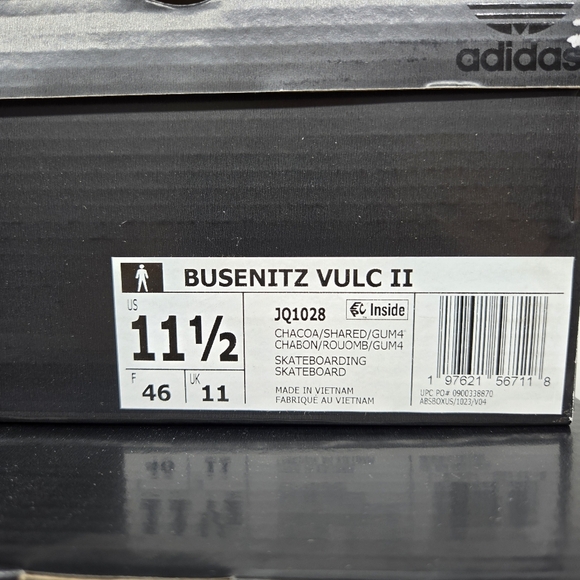 adidas
BUSENITZ VULC II
US
11½
F
46
UK
11
JQ1028
Inside
CHACOA/SHARED/GUM4
CHABON/ROUOMB/GUM4
SKATEBOARDING
SKATEBOARD
MADE IN VIETNAM
FABRIQUÉ AU VIETNAM
1 97621 56711 8
UPC PO# 0900338870
ABSBOXUS/1023/V04